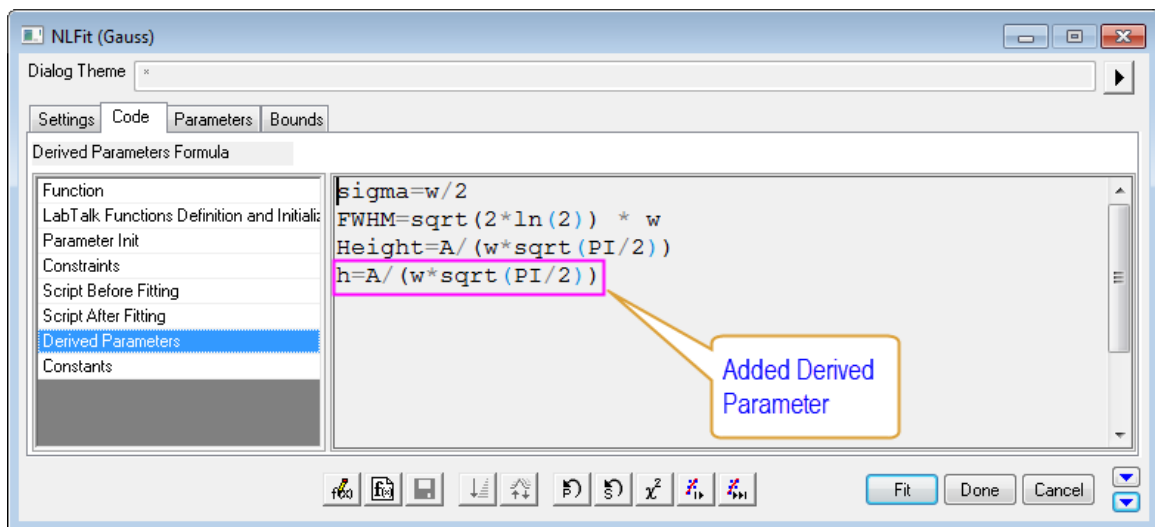 NLFit (Gauss)
Dialog Theme *
Settings Code Parameters Bounds
Derived Parameters Formula
Function
LabTalk Functions Definition and Initializ
Parameter Init
Constraints
Script Before Fitting
Script After Fitting
Derived Parameters
Constants
sigma=w/2
FWHM=sqrt(2*ln(2)) * w
Height=A/(w*sqrt(PI/2))
h=A/(w*sqrt(PI/2))
Added Derived
Parameter
Fit Done Cancel